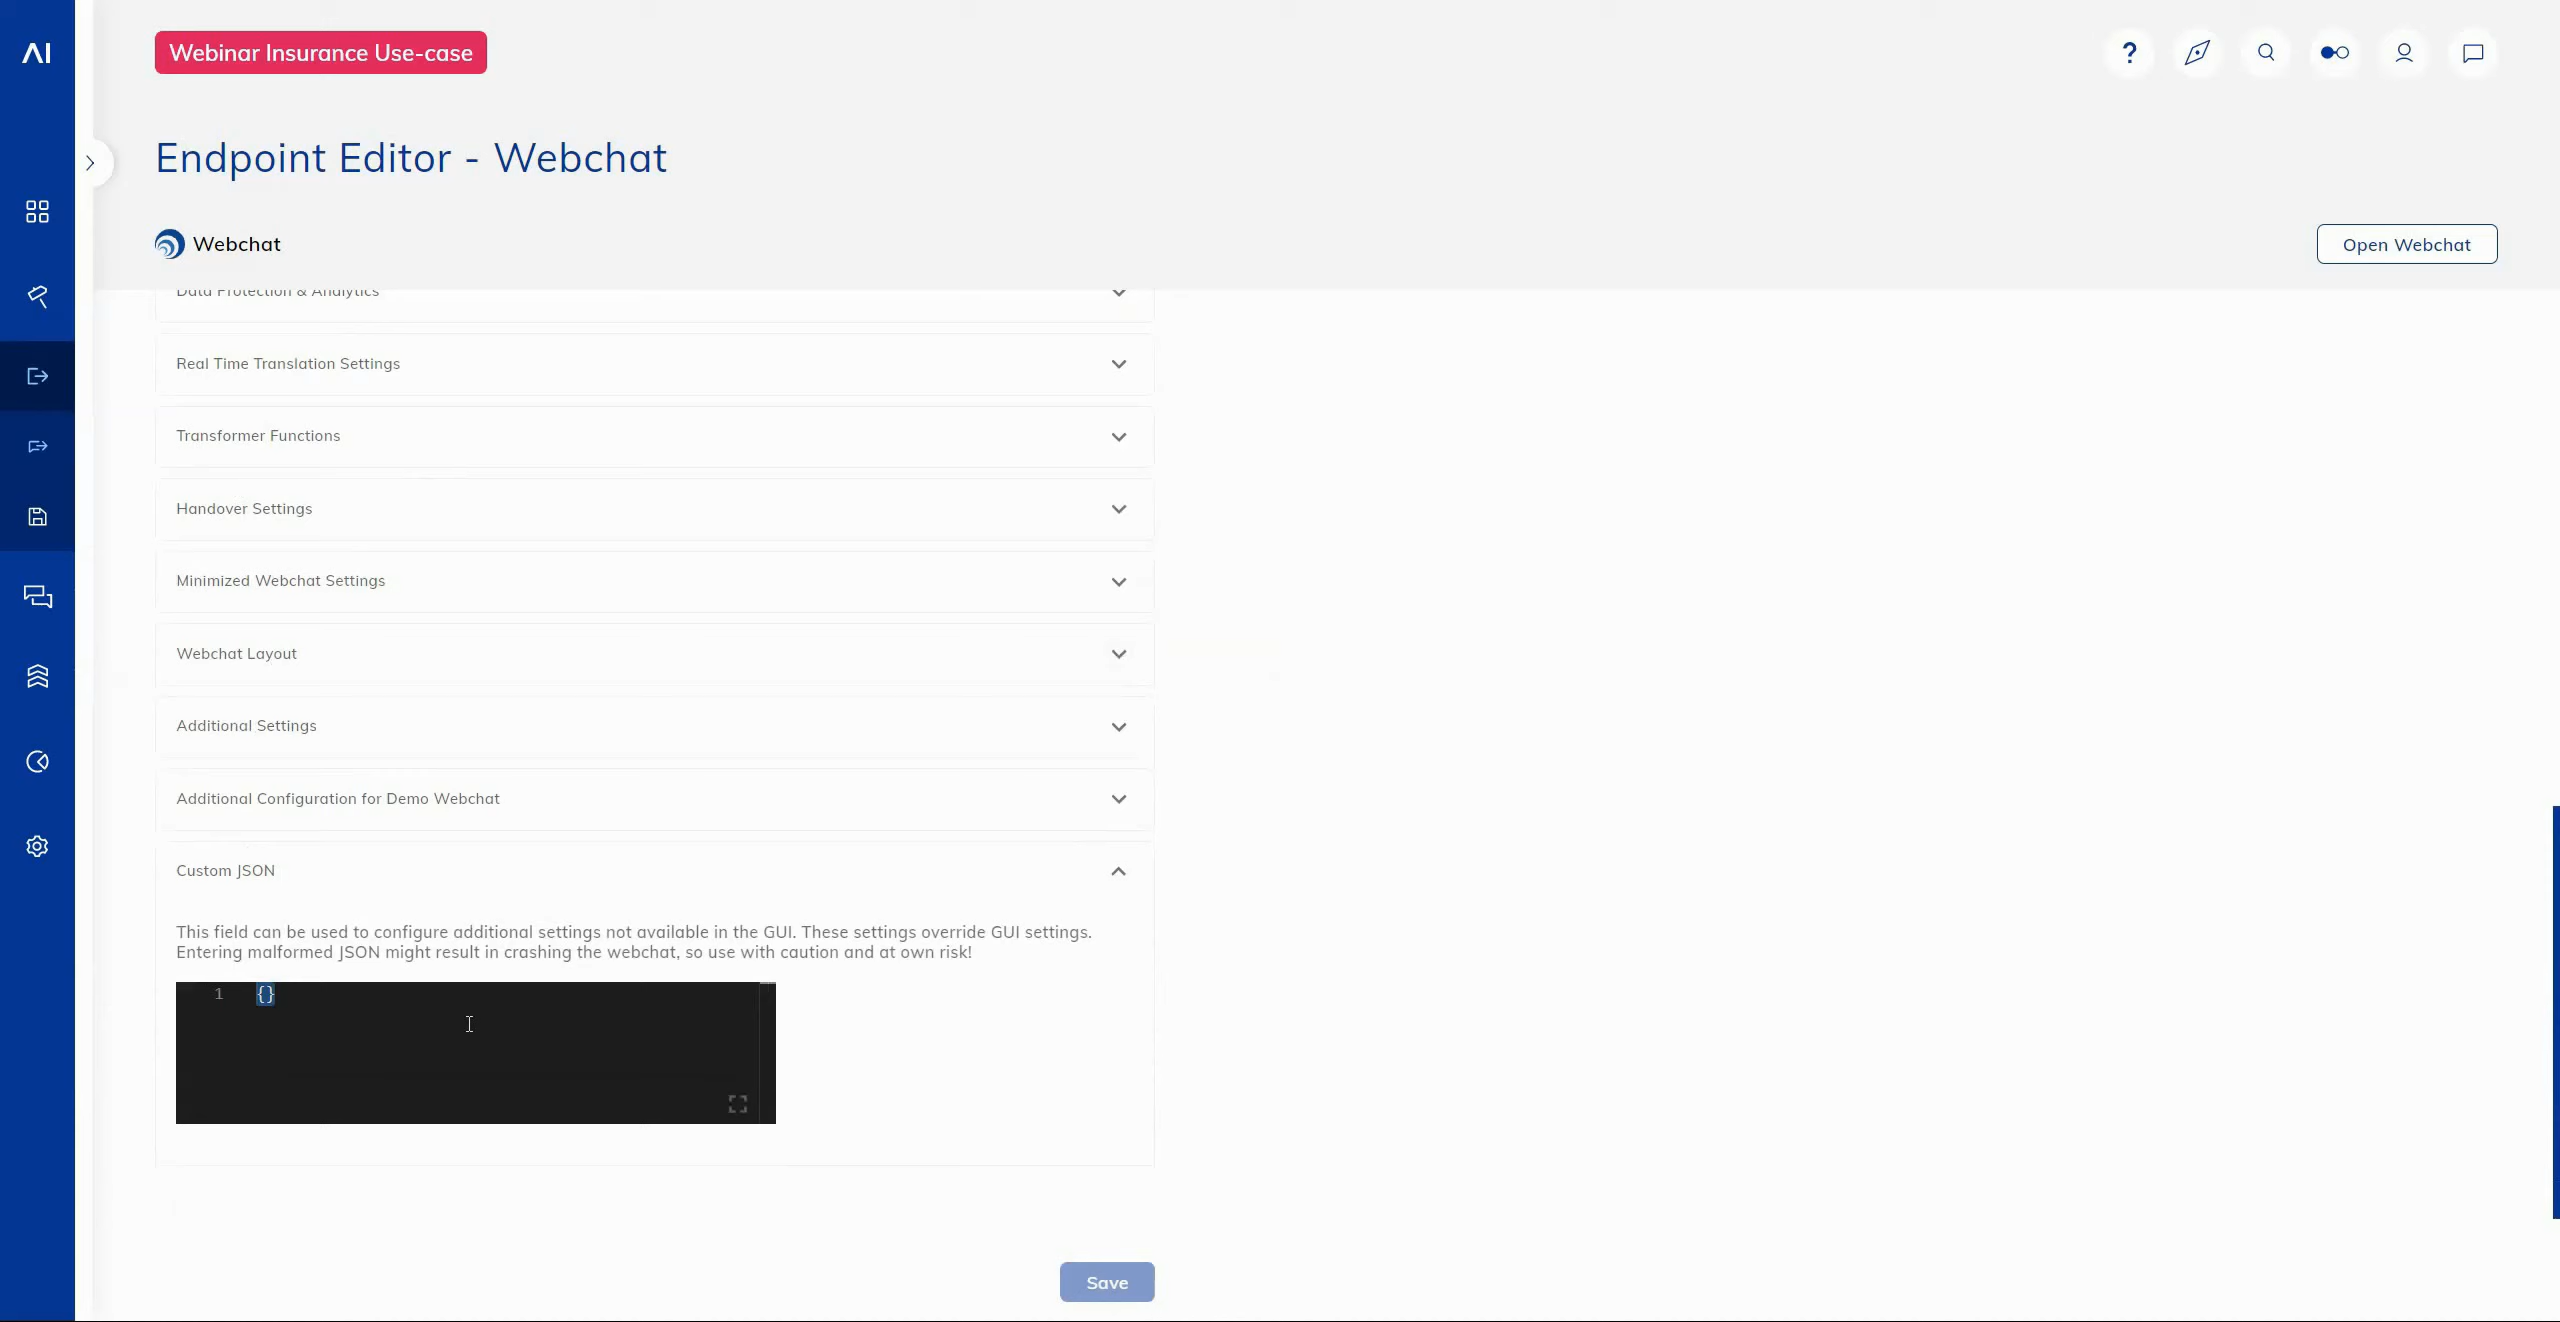 AI
Webinar Insurance Use-case
?
Endpoint Editor - Webchat
Webchat
Open Webchat
Data Protection & Analytics
Real Time Translation Settings
Transformer Functions
Handover Settings
Minimized Webchat Settings
Webchat Layout
Additional Settings
Additional Configuration for Demo Webchat
Custom JSON
This field can be used to configure additional settings not available in the GUI. These settings override GUI settings.
Entering malformed JSON might result in crashing the webchat, so use with caution and at own risk!
1 {}
Save